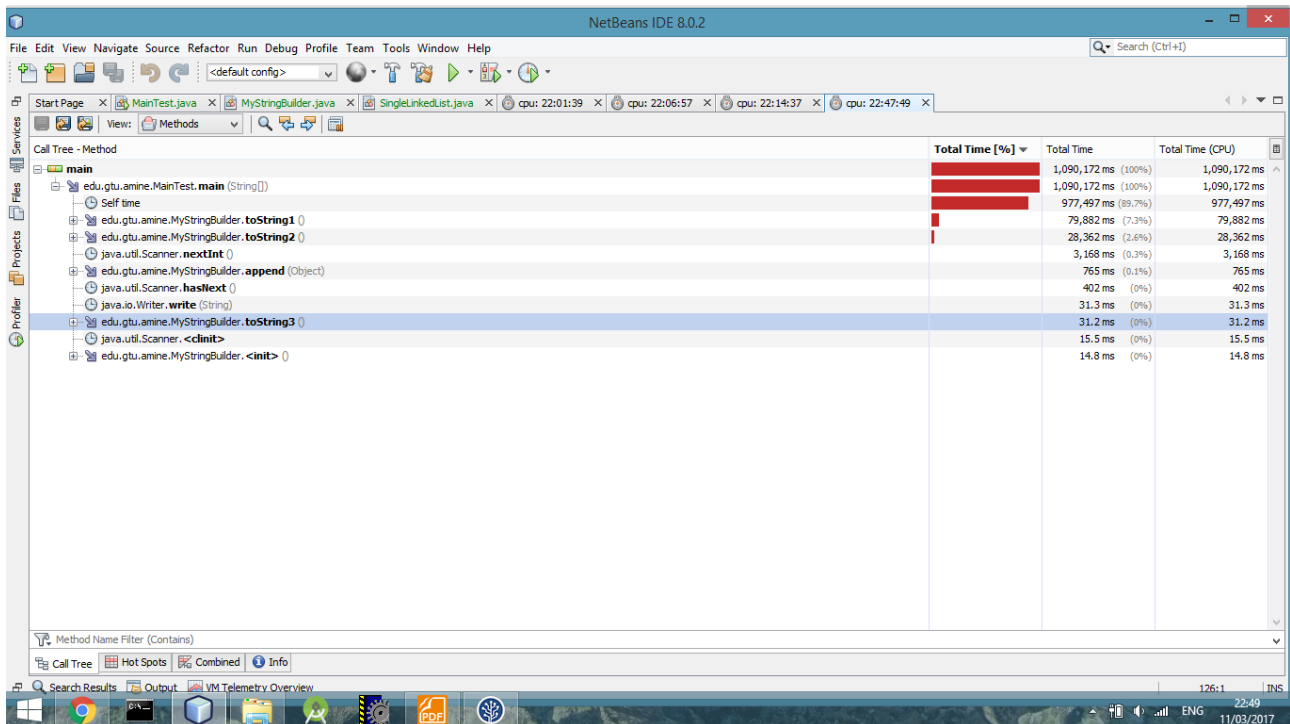 NetBeans IDE 8.0.2
File Edit View Navigate Source Refactor Run Debug Profile Team Tools Window Help
Search (Ctrl+I)
<default config>
Start Page MainTest.java MyStringBuilder.java SingleLinkedList.java cpu: 22:01:39 cpu: 22:06:57 cpu: 22:14:37 cpu: 22:47:49
View: Methods
Services
Files
Projects
Profiler
Call Tree - Method Total Time [%] Total Time Total Time (CPU)
main 1,090,172 ms (100%) 1,090,172 ms
edu.gtu.amine.MainTest.main (String[]) 1,090,172 ms (100%) 1,090,172 ms
Self time 977,497 ms (89.7%) 977,497 ms
edu.gtu.amine.MyStringBuilder.toString1 () 79,882 ms (7.3%) 79,882 ms
edu.gtu.amine.MyStringBuilder.toString2 () 28,362 ms (2.6%) 28,362 ms
java.util.Scanner.nextInt () 3,168 ms (0.3%) 3,168 ms
edu.gtu.amine.MyStringBuilder.append (Object) 765 ms (0.1%) 765 ms
java.util.Scanner.hasNext () 402 ms (0%) 402 ms
java.io.Writer.write (String) 31.3 ms (0%) 31.3 ms
edu.gtu.amine.MyStringBuilder.toString3 () 31.2 ms (0%) 31.2 ms
java.util.Scanner.<clinit> 15.5 ms (0%) 15.5 ms
edu.gtu.amine.MyStringBuilder.<init> () 14.8 ms (0%) 14.8 ms
Method Name Filter (Contains)
Call Tree Hot Spots Combined Info
Search Results Output VM Telemetry Overview
126:1 INS
C:\_
PDF
ENG
22:49
11/03/2017